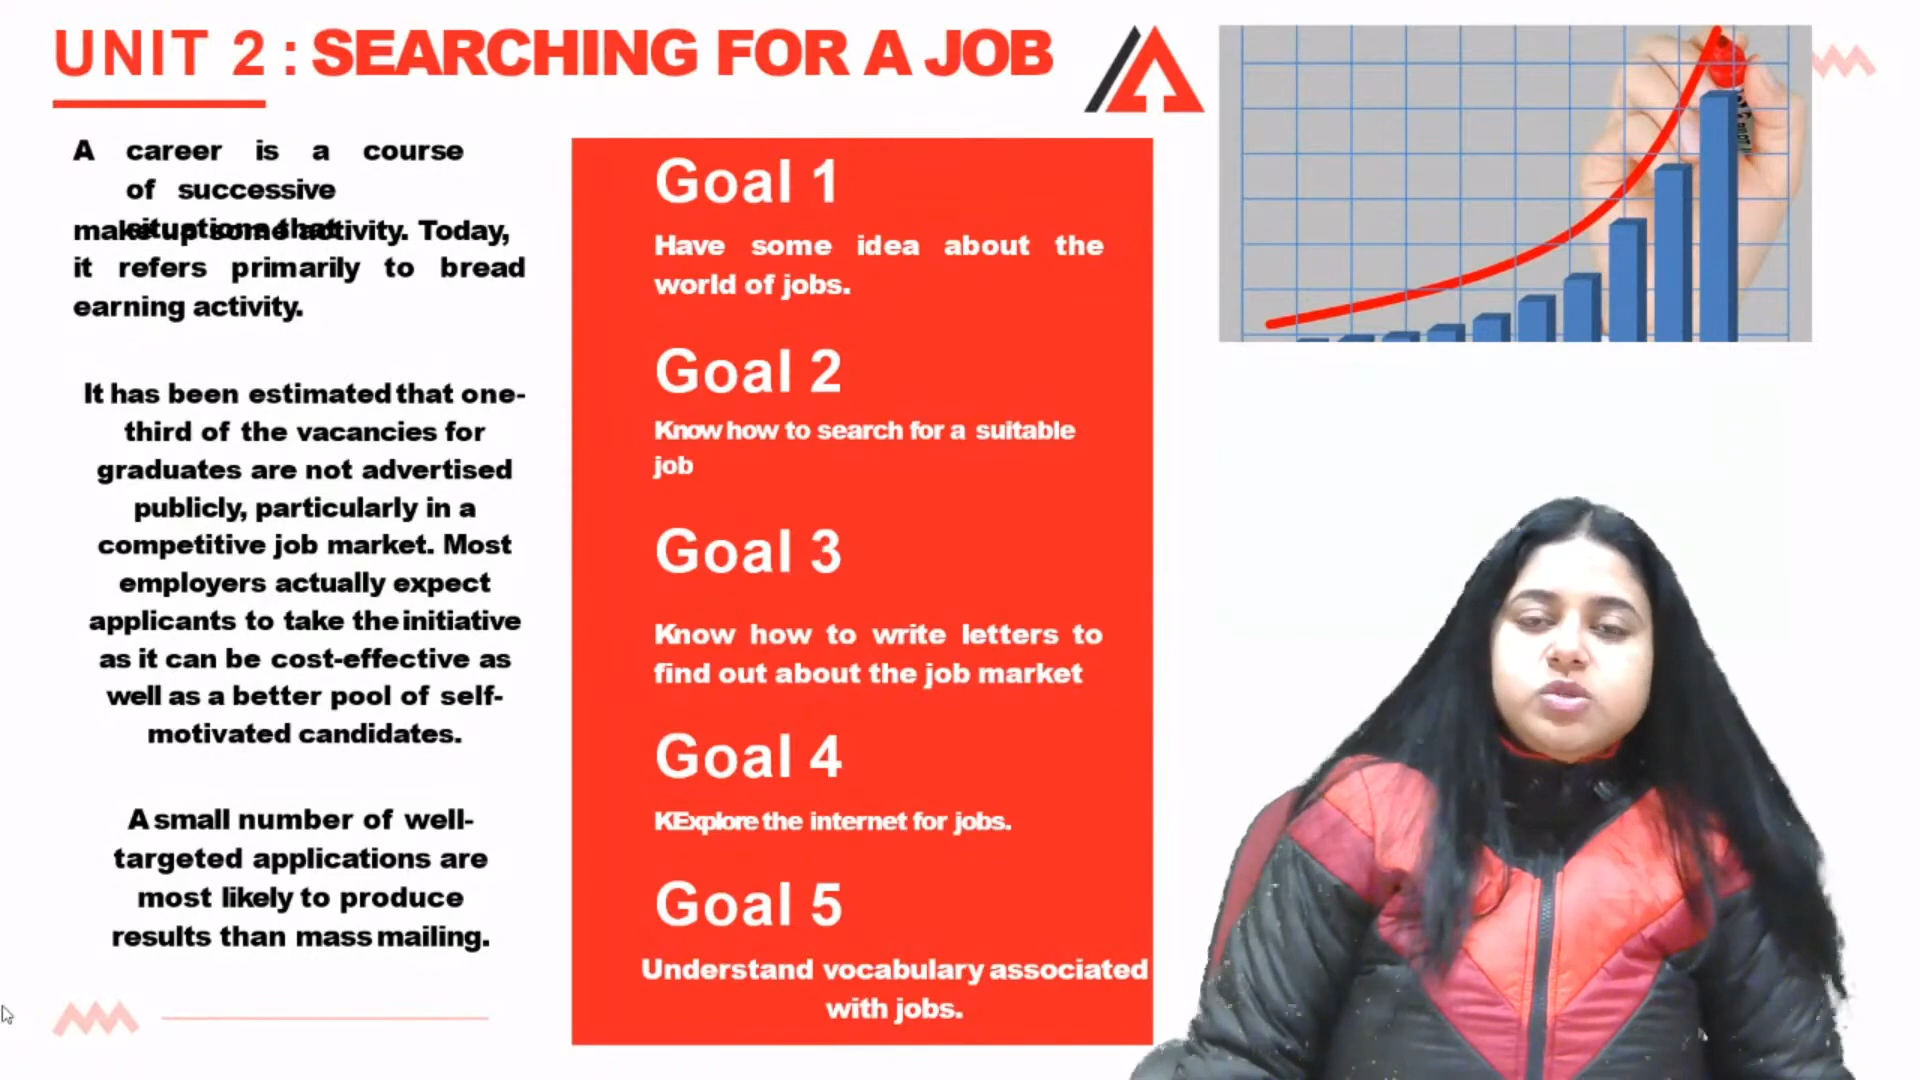 UNIT 2 : SEARCHING FOR A JOB
A career is a course
of successive
situations that
make up some activity. Today,
it refers primarily to bread
earning activity.
It has been estimated that one-
third of the vacancies for
graduates are not advertised
publicly, particularly in a
competitive job market. Most
employers actually expect
applicants to take the initiative
as it can be cost-effective as
well as a better pool of self-
motivated candidates.
A small number of well-
targeted applications are
most likely to produce
results than mass mailing.
Goal 1
Have some idea about the
world of jobs.
Goal 2
Know how to search for a suitable
job
Goal 3
Know how to write letters to
find out about the job market
Goal 4
KExplore the internet for jobs.
Goal 5
Understand vocabulary associated
with jobs.